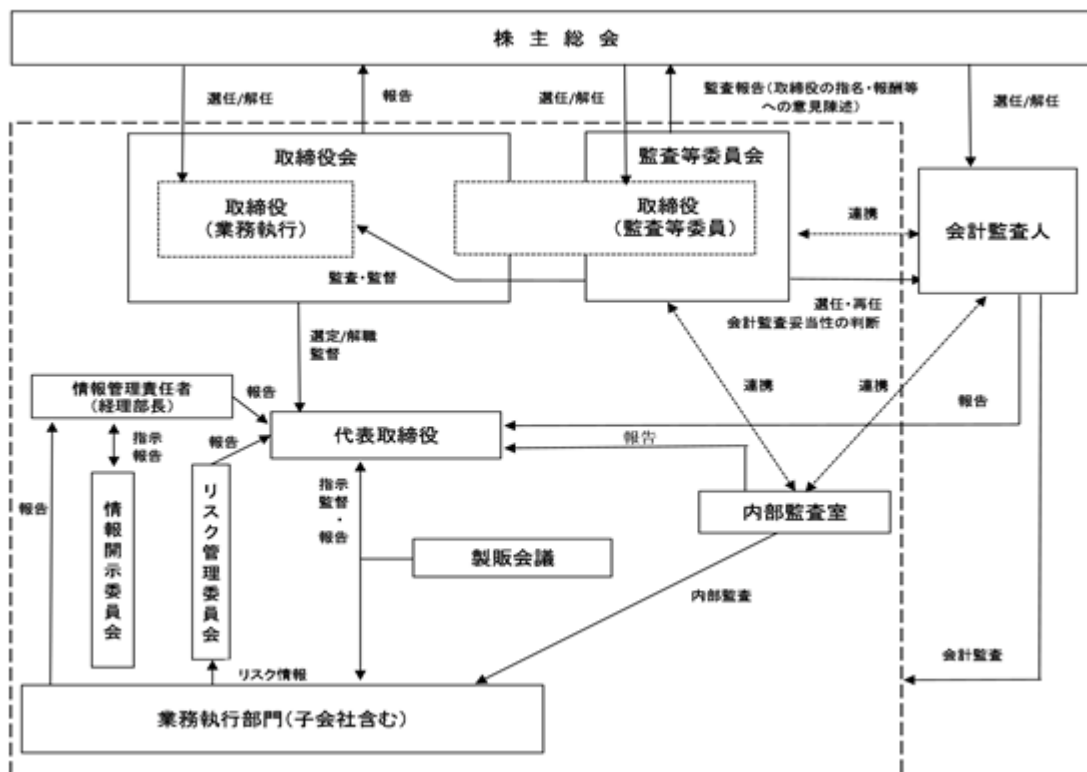 株主総会
選任/解任
報告
選任/解任
監査報告(取締役の指名・報酬等
への意見陳述)
選任/解任
取締役会
監査等委員会
取締役
(業務執行)
取締役
(監査等委員)
連携
会計監査人
監査・監督
選任・再任
会計監査妥当性の判断
選定/解職
監督
連携
連携
情報管理責任者
(経理部長)
報告
報告
代表取締役
報告
指示
報告
報告
報告
指示
監督
・
報告
内部監査室
情報開示委員会
リスク管理委員会
製販会議
内部監査
会計監査
リスク情報
業務執行部門(子会社含む)